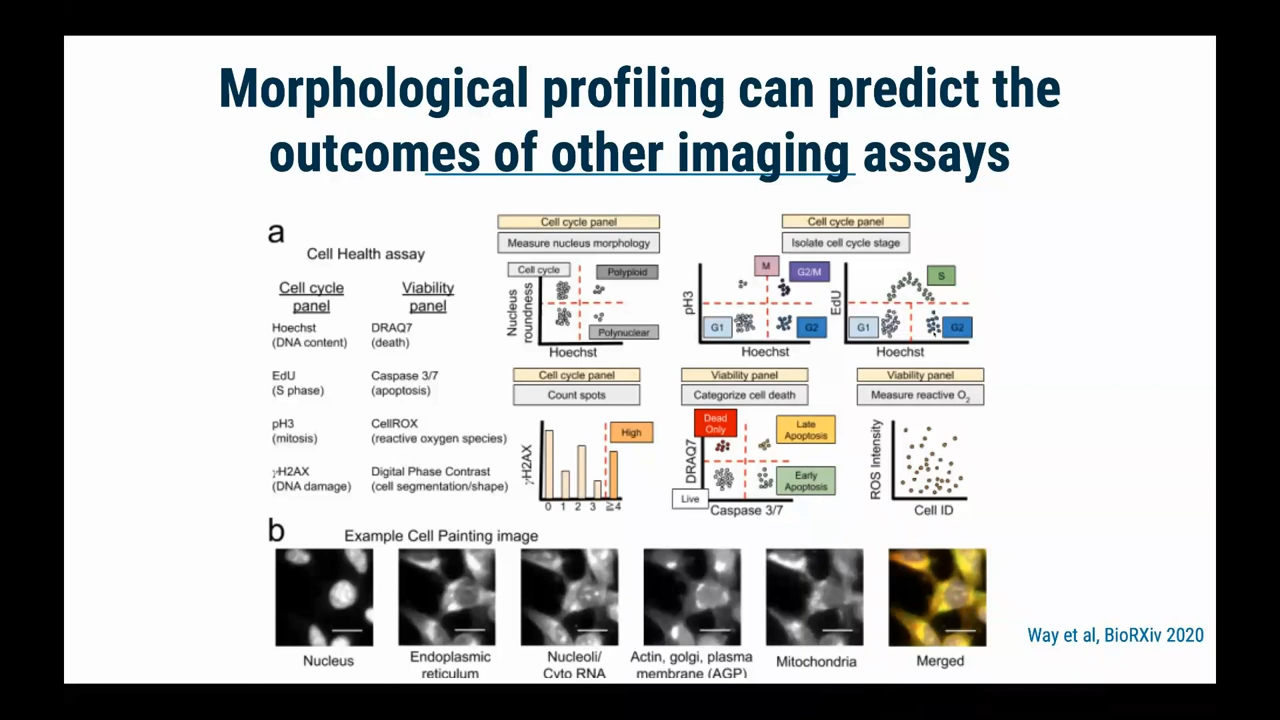 Morphological profiling can predict the
outcomes of other imaging assays
a
Cell Health assay
Cell cycle
panel
Viability
panel
Hoechst
(DNA content)
DRAQ7
(death)
EdU
(S phase)
Caspase 3/7
(apoptosis)
pH3
(mitosis)
CellROX
(reactive oxygen species)
γH2AX
(DNA damage)
Digital Phase Contrast
(cell segmentation/shape)
Cell cycle panel
Measure nucleus morphology
Cell cycle
Polyploid
Polynuclear
Nucleus
roundness
Hoechst
Cell cycle panel
Isolate cell cycle stage
M
G2/M
G1
G2
pH3
Hoechst
S
G1
G2
EdU
Hoechst
Cell cycle panel
Count spots
High
γH2AX
0 1 2 3 ≥4
Viability panel
Categorize cell death
Dead
Only
Late
Apoptosis
Early
Apoptosis
Live
DRAQ7
Caspase 3/7
Viability panel
Measure reactive O2
ROS Intensity
Cell ID
b
Example Cell Painting image
Nucleus
Endoplasmic
reticulum
Nucleoli/
Cyto RNA
Actin, golgi, plasma
membrane (AGP)
Mitochondria
Merged
Way et al, BioRXiv 2020